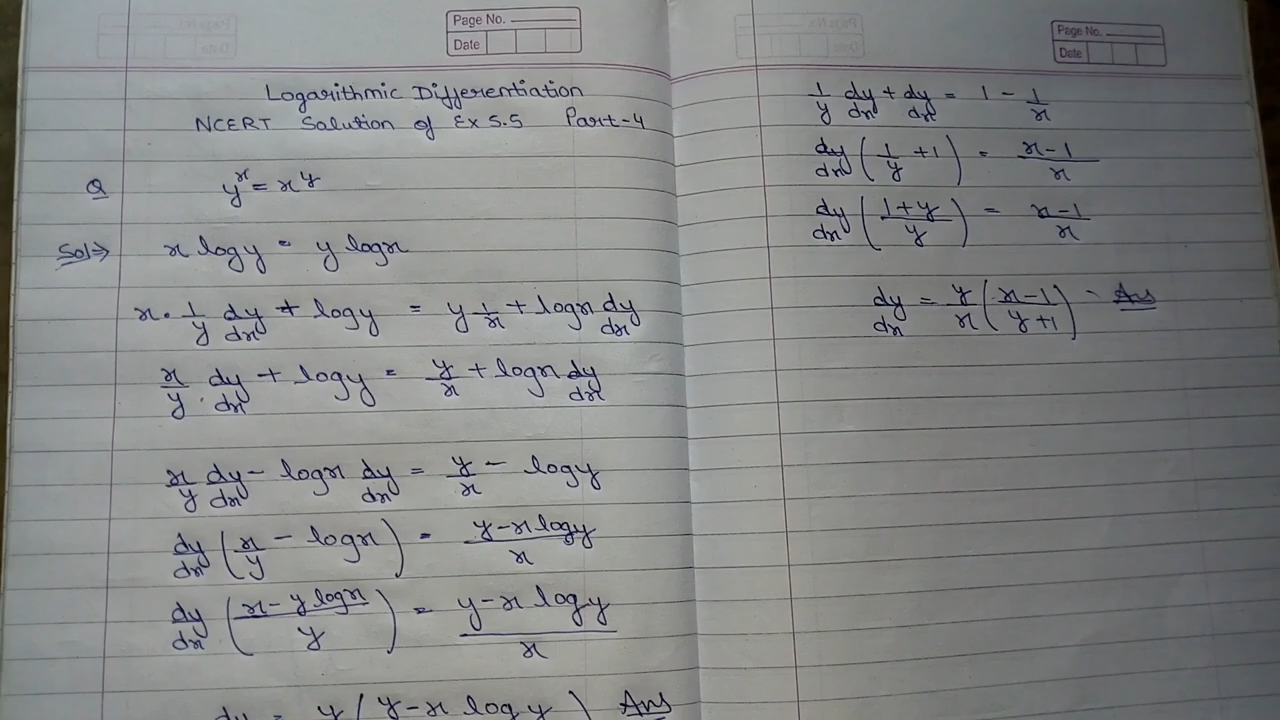 Page No.
Date
Logarithmic Differentiation
NCERT Solution of Ex 5.5 Part-4
Q y^x = x^y
Sol⇒ x log y = y log x
x · 1/y dy/dx + log y = y 1/x + log x dy/dx
x/y · dy/dx + log y = y/x + log x dy/dx
x/y dy/dx - log x dy/dx = y/x - log y
dy/dx (x/y - log x) = (y - x log y)/x
dy/dx ((x - y log x)/y) = (y - x log y)/x
dy = y (y - x log y) Ans
Page No.
Date
1/y dy/dx + dy/dx = 1 - 1/x
dy/dx (1/y + 1) = (x-1)/x
dy/dx ((1+y)/y) = (x-1)/x
dy/dx = y/x ((x-1)/(y+1)) - Ans